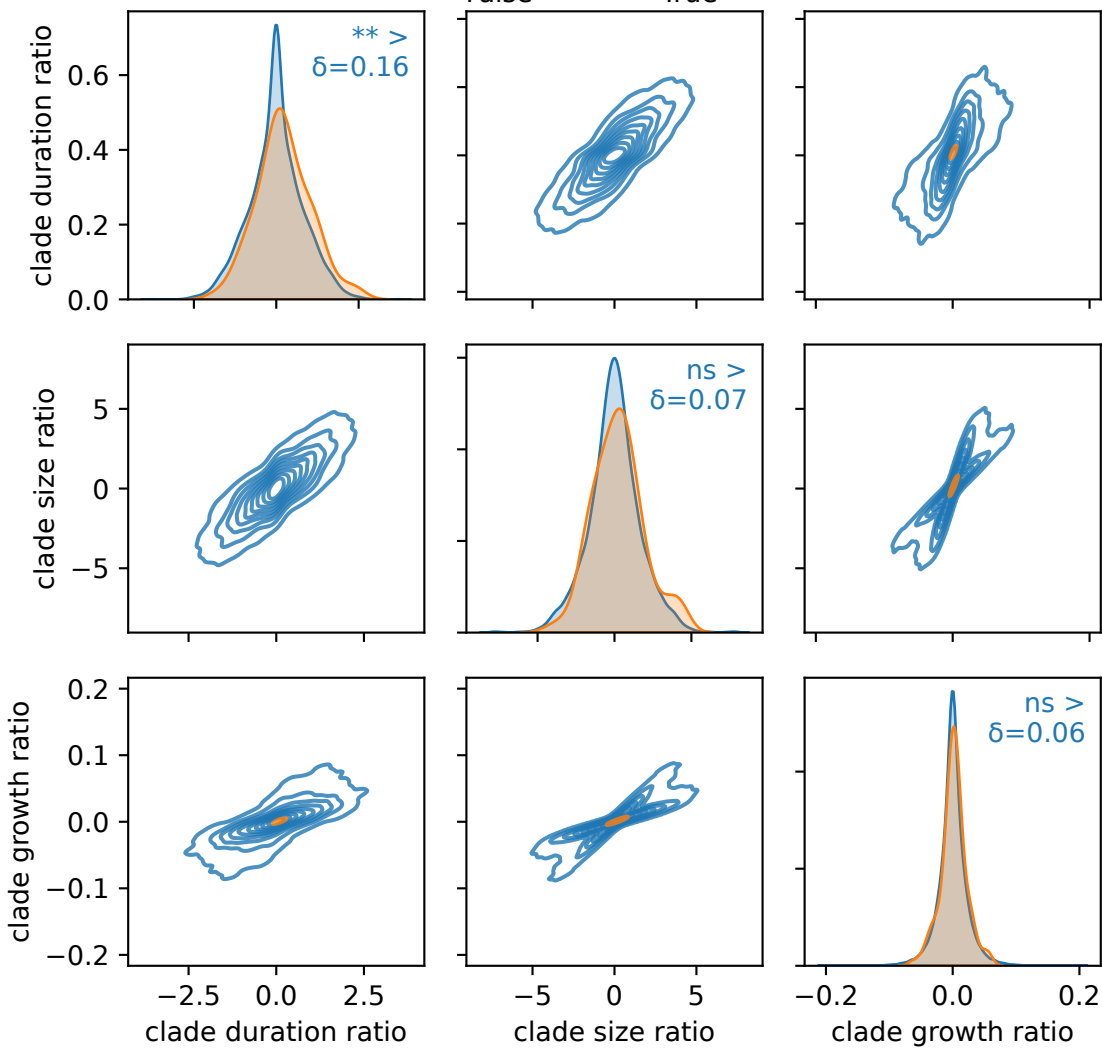 clade duration ratio
0.6
0.4
0.2
0.0
** >
δ=0.16
clade size ratio
5
0
−5
ns >
δ=0.07
clade growth ratio
0.2
0.1
0.0
−0.1
−0.2
ns >
δ=0.06
−2.5 0.0 2.5
clade duration ratio
−5 0 5
clade size ratio
−0.2 0.0 0.2
clade growth ratio